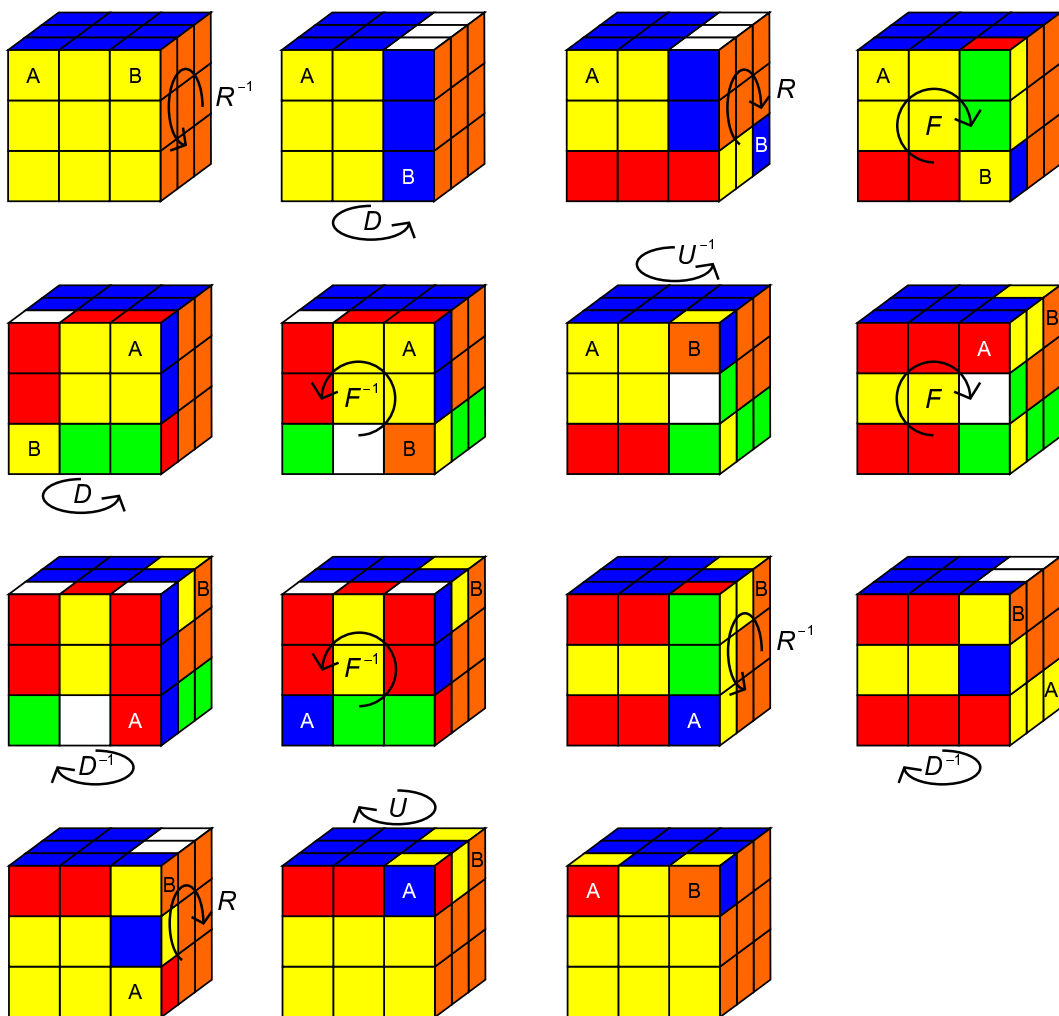 A B R⁻¹ A B D A B R A F B
A B D A F⁻¹ B U⁻¹ A B B A F
B A D⁻¹ B F⁻¹ A B A R⁻¹ B A D⁻¹
B A R U A B A B